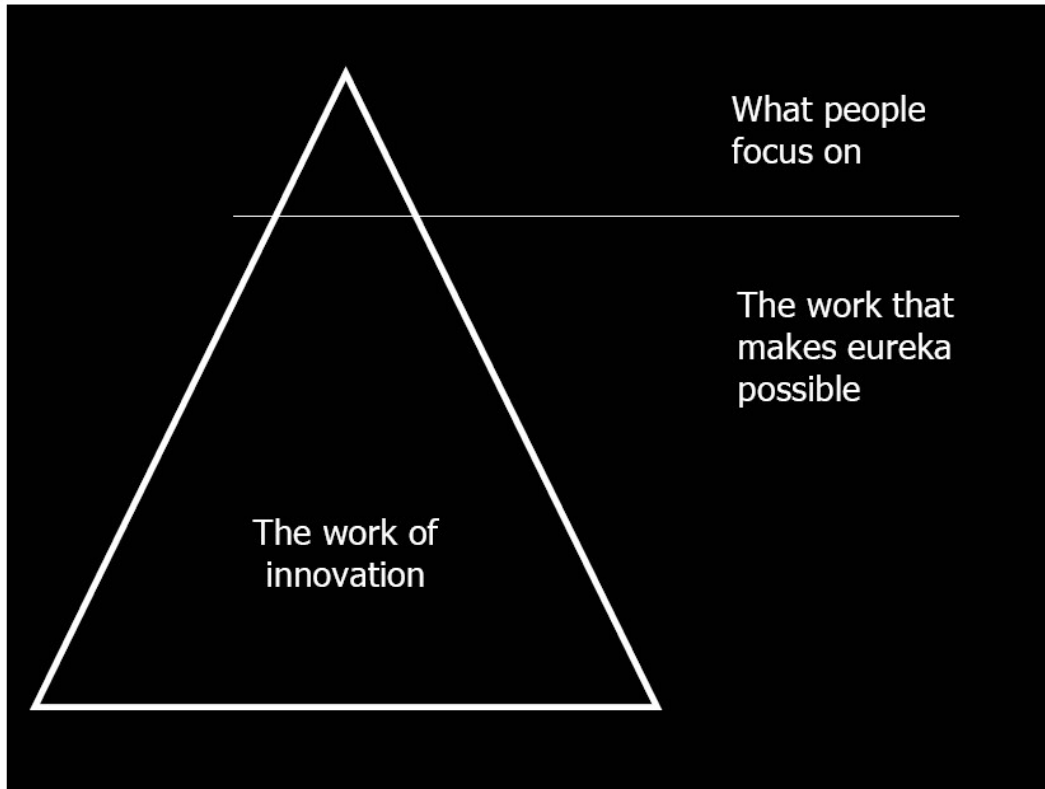 What people
focus on
The work that
makes eureka
possible
The work of
innovation